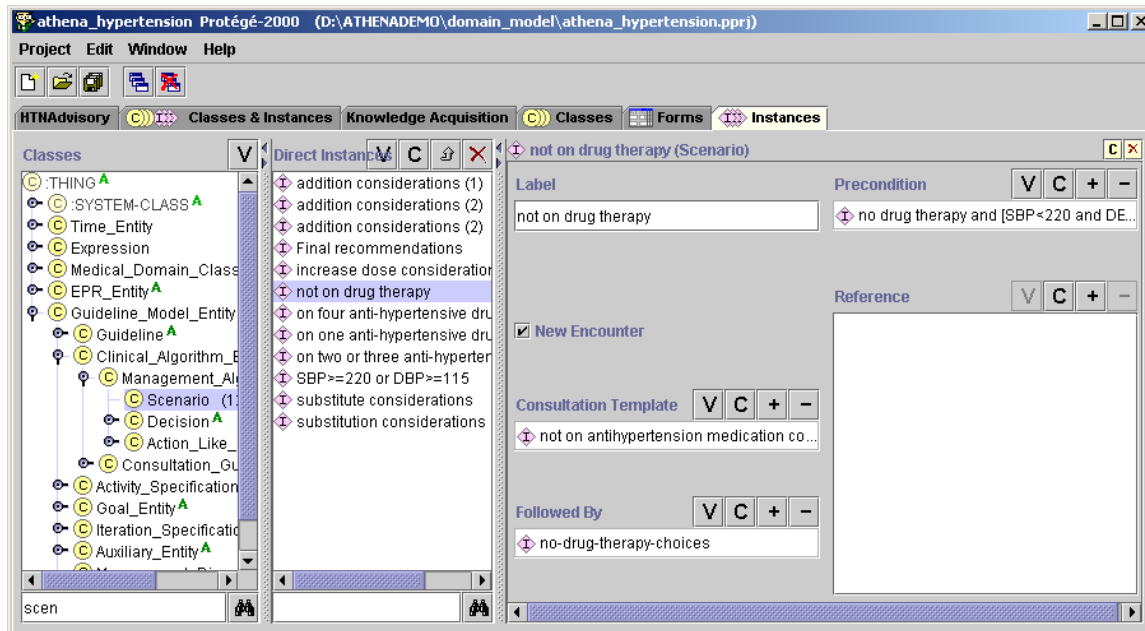 athena_hypertension Protégé-2000 (D:\ATHENADEMO\domain_model\athena_hypertension.pprj)
Project Edit Window Help
HTNAdvisory Classes & Instances Knowledge Acquisition Classes Forms Instances
Classes V
:THING A
:SYSTEM-CLASS A
Time_Entity
Expression
Medical_Domain_Class
EPR_Entity A
Guideline_Model_Entity
Guideline A
Clinical_Algorithm_E
Management_Al
Scenario (1
Decision A
Action_Like_
Consultation_Gu
Activity_Specification
Goal_Entity A
Iteration_Specificatio
Auxiliary_Entity A
scen
Direct Instances V C
addition considerations (1)
addition considerations (2)
addition considerations (2)
Final recommendations
increase dose consideration
not on drug therapy
on four anti-hypertensive dru
on one anti-hypertensive dru
on two or three anti-hyperten
SBP>=220 or DBP>=115
substitute considerations
substitution considerations
not on drug therapy (Scenario) C
Label
not on drug therapy
New Encounter
Consultation Template V C + −
not on antihypertension medication co...
Followed By V C + −
no-drug-therapy-choices
Precondition V C + −
no drug therapy and [SBP<220 and DE...
Reference V C + −